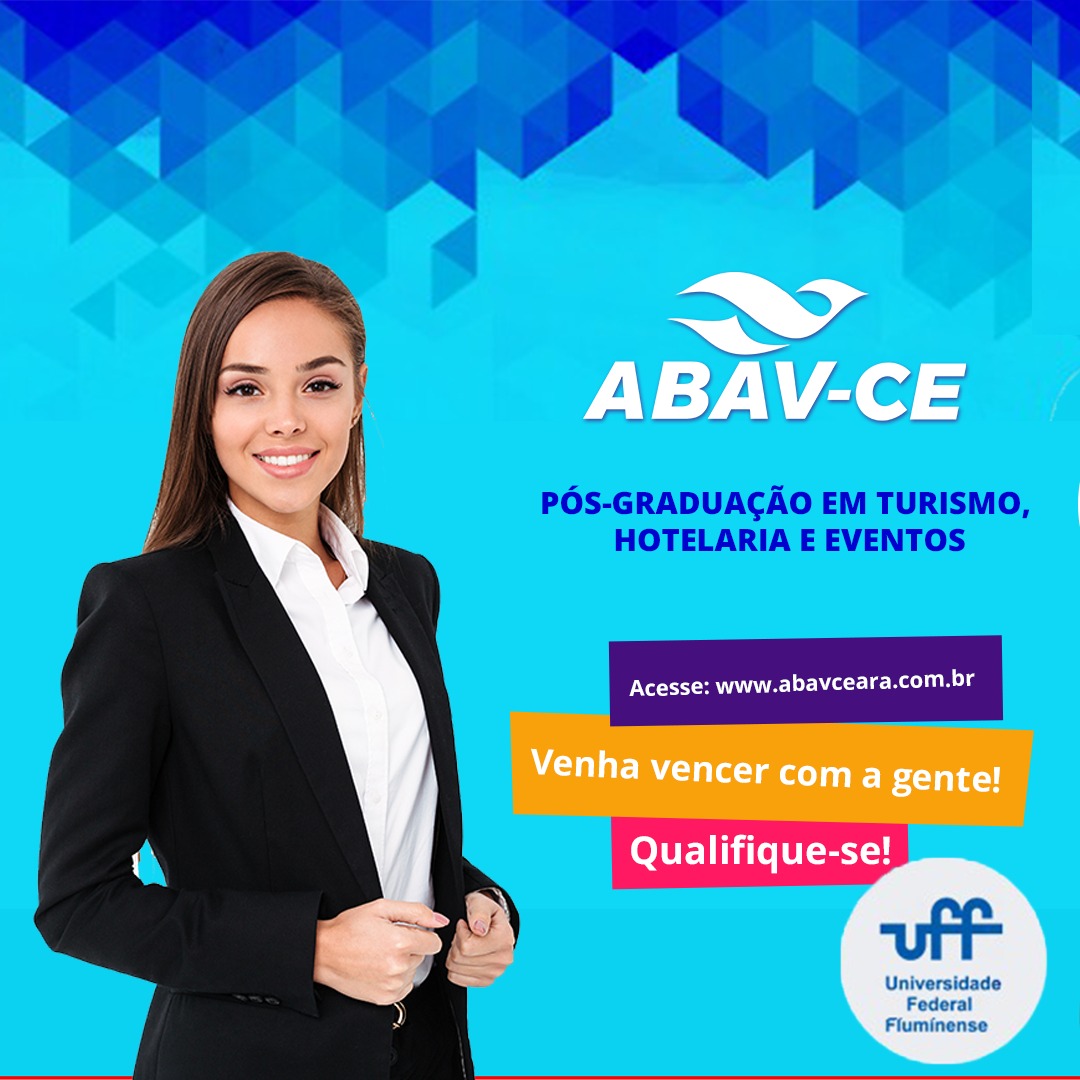 ABAV-CE
PÓS-GRADUAÇÃO EM TURISMO,
HOTELARIA E EVENTOS
Acesse: www.abavceara.com.br
Venha vencer com a gente!
Qualifique-se!
uff
Universidade
Federal
Fluminense